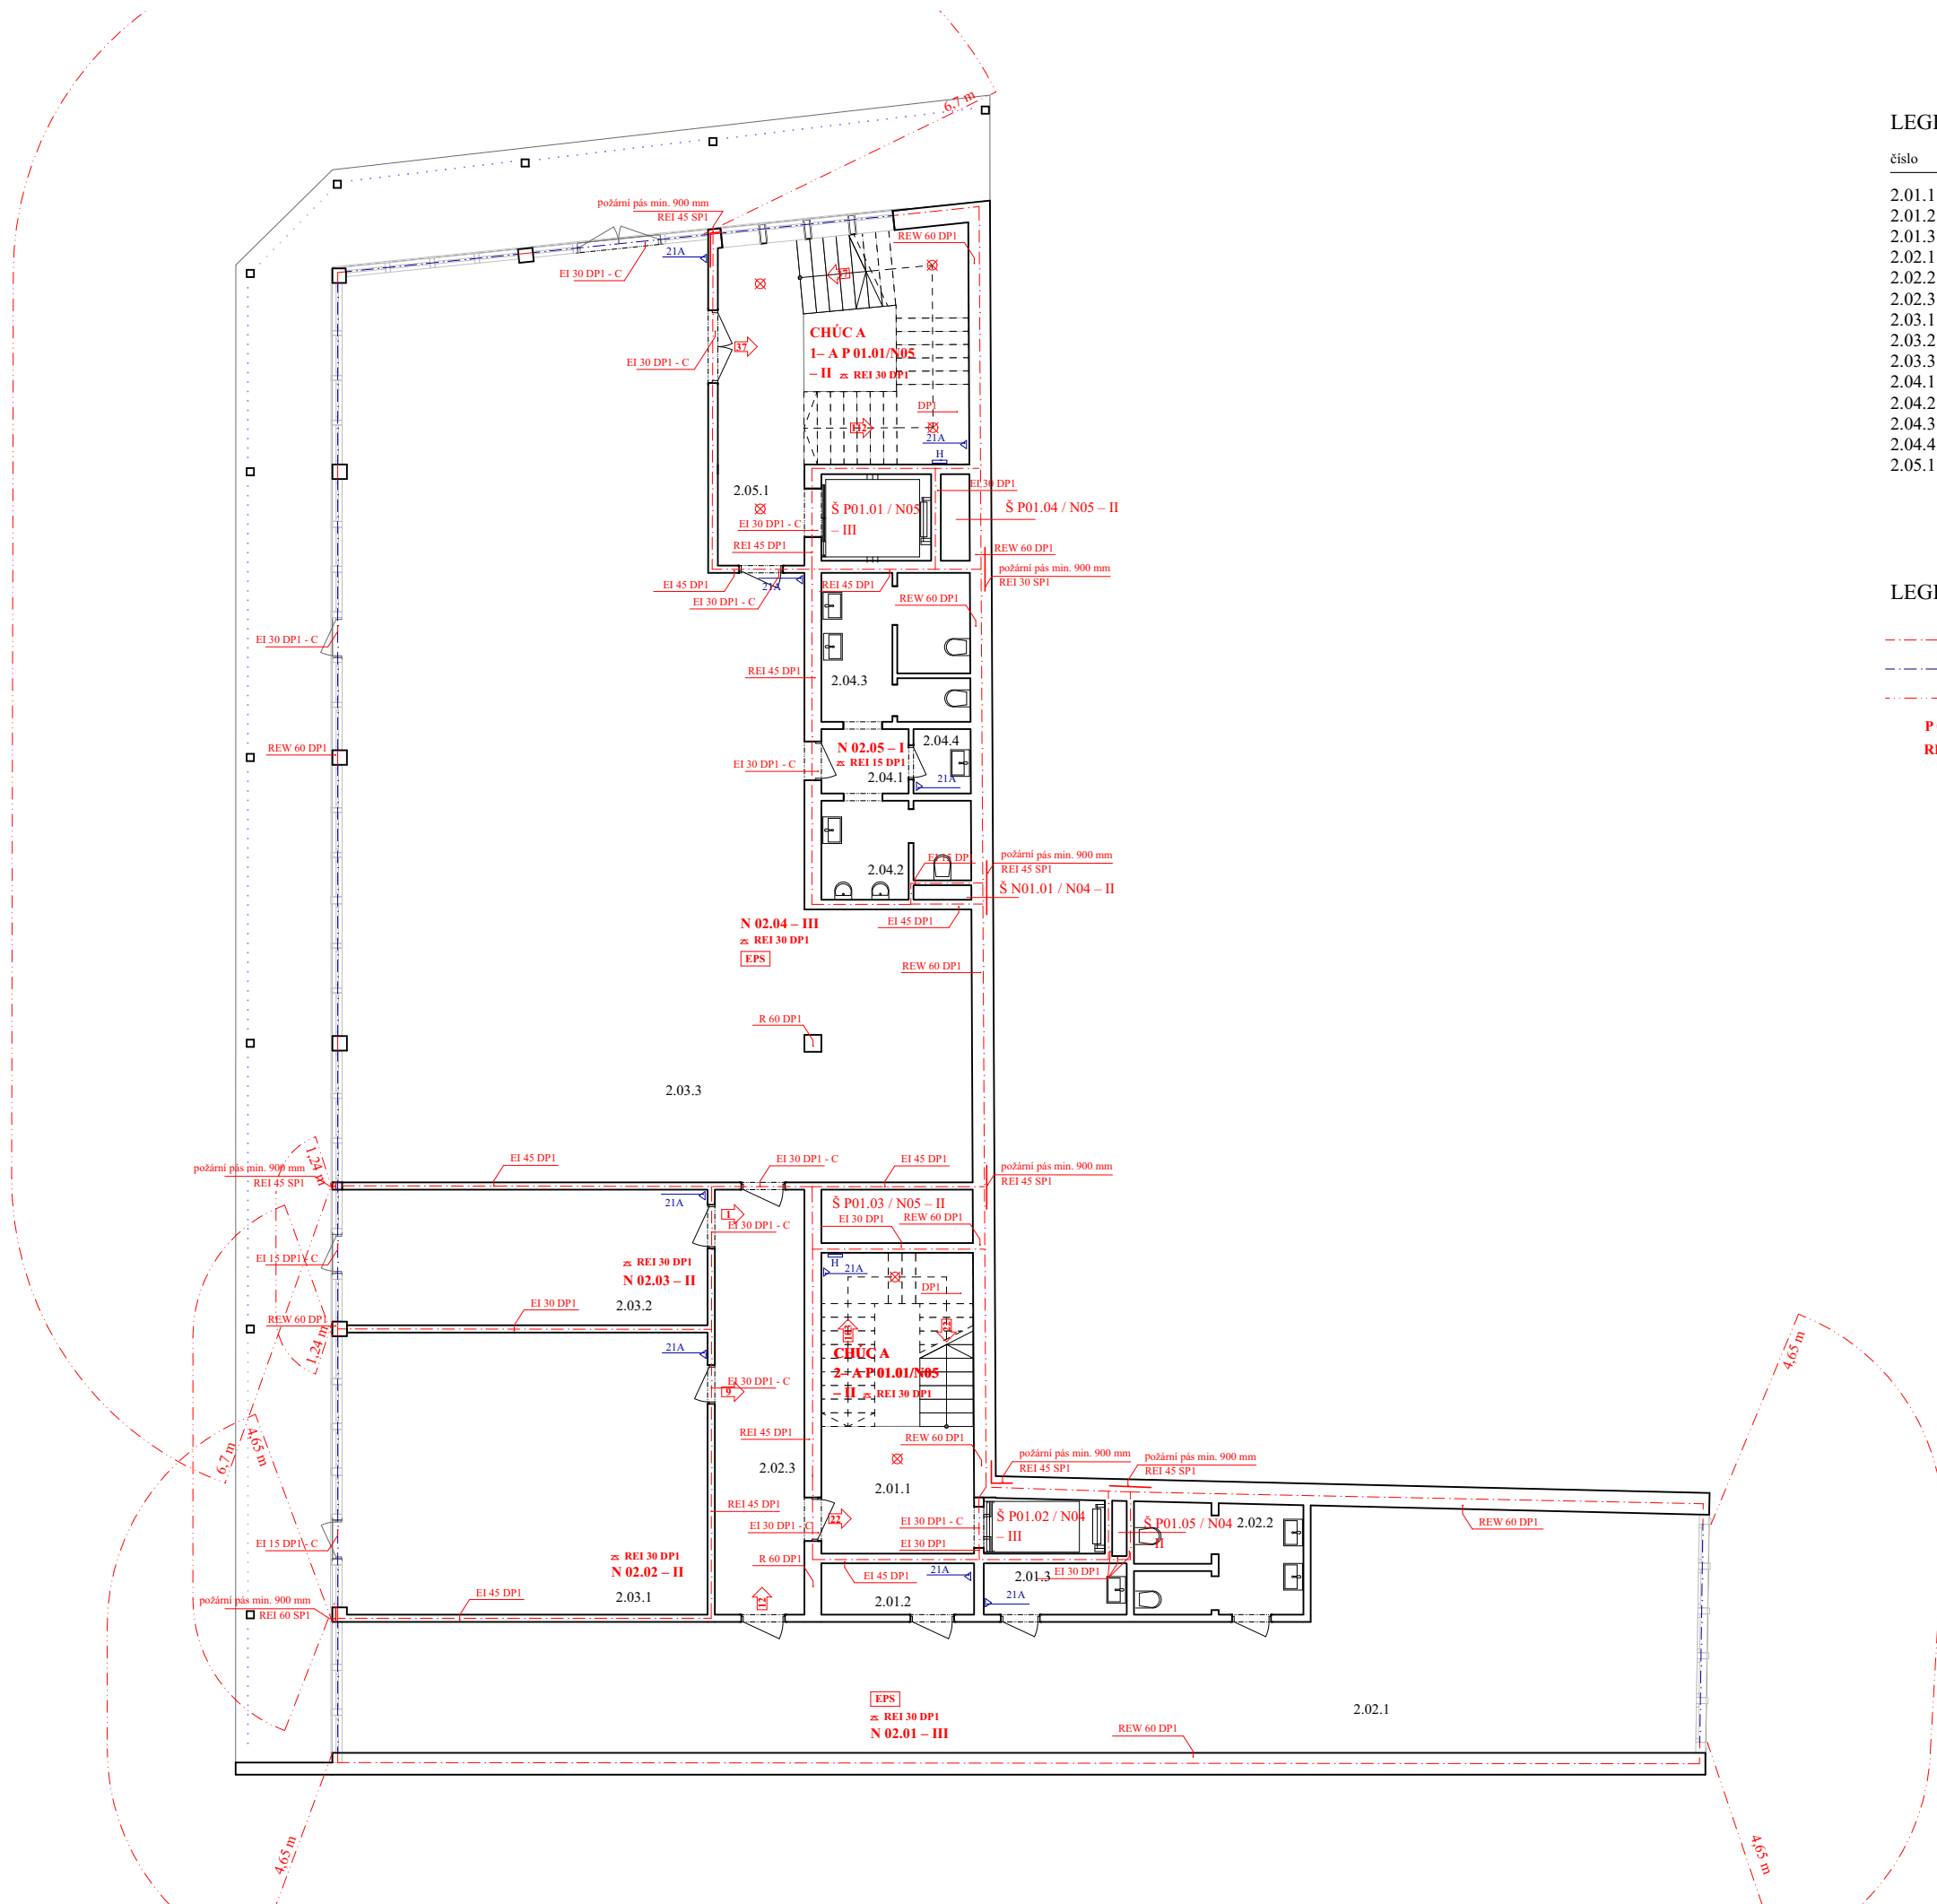 6,7 m
LEGE
číslo
2.01.1
2.01.2
2.01.3
2.02.1
2.02.2
2.02.3
2.03.1
2.03.2
2.03.3
2.04.1
2.04.2
2.04.3
2.04.4
2.05.1
požární pás min. 900 mm
REI 45 SP1
21A
EI 30 DP1 - C
REW 60 DP1
EI 30 DP1 - C
37
CHÚC A
1– A P 01.01/N05
– II REI 30 DP1
DP1
112
21A
H
2.05.1
EI 30 DP1
Š P01.01 / N05
– III
Š P01.04 / N05 – II
EI 30 DP1 - C
REI 45 DP1
REW 60 DP1
požární pás min. 900 mm
REI 30 SP1
EI 45 DP1
21A
REI 45 DP1
EI 30 DP1 - C
REW 60 DP1
LEGE
EI 30 DP1 - C
REI 45 DP1
2.04.3
P
RE
REW 60 DP1
N 02.05 – I
REI 15 DP1
2.04.4
EI 30 DP1 - C
2.04.1
21A
požární pás min. 900 mm
REI 45 SP1
EI 15 DP1
2.04.2
Š N01.01 / N04 – II
EI 45 DP1
N 02.04 – III
REI 30 DP1
EPS
REW 60 DP1
R 60 DP1
2.03.3
1,24 m
požární pás min. 900 mm
REI 45 SP1
EI 45 DP1
EI 30 DP1 - C
EI 45 DP1
požární pás min. 900 mm
REI 45 SP1
21A
Š P01.03 / N05 – II
1
EI 30 DP1 - C
EI 30 DP1
REW 60 DP1
EI 15 DP1 - C
REI 30 DP1
N 02.03 – II
H
21A
DP1
2.03.2
EI 30 DP1
REW 60 DP1
1,24 m
21A
103
22
CHÚC A
2– A P 01.01/N05
– II REI 30 DP1
9
EI 30 DP1 - C
4,65 m
6,7 m
4,65 m
REI 45 DP1
REW 60 DP1
2.02.3
2.01.1
požární pás min. 900 mm
REI 45 SP1
požární pás min. 900 mm
REI 45 SP1
REI 45 DP1
EI 30 DP1 - C
22
EI 30 DP1 - C
EI 30 DP1
Š P01.02 / N04
– III
Š P01.05 / N04
– II
2.02.2
REW 60 DP1
EI 15 DP1 - C
REI 30 DP1
N 02.02 – II
2.03.1
R 60 DP1
EI 45 DP1
21A
2.01.2
2.01.3
EI 30 DP1
21A
12
EI 45 DP1
požární pás min. 900 mm
REI 60 SP1
EPS
REI 30 DP1
N 02.01 – III
2.02.1
REW 60 DP1
4,65 m
4,65 m